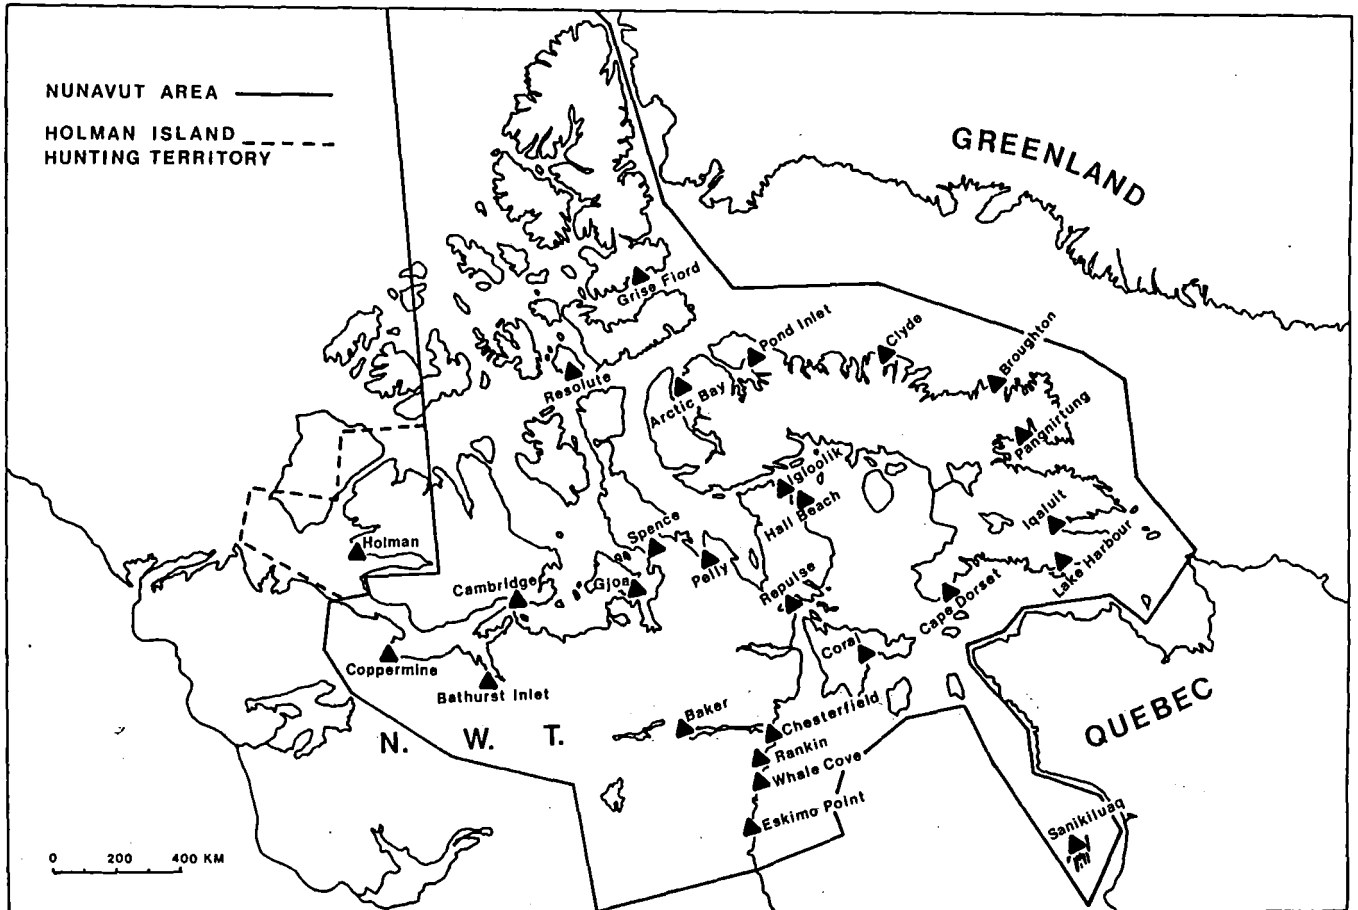 NUNAVUT AREA
HOLMAN ISLAND
HUNTING TERRITORY
GREENLAND
Grise Fiord
Pond Inlet
Clyde
Broughton
Resolute
Arctic Bay
Pangnirtung
Igloolik
Hall Beach
Iqaluit
Lake Harbour
Holman
Spence
Pelly
Cambridge
Gjoa
Repulse
Cape Dorset
Coppermine
Bathurst Inlet
Coral
Baker
Chesterfield
Rankin
Whale Cove
Eskimo Point
QUEBEC
N. W. T.
Sanikiluaq
0 200 400 KM